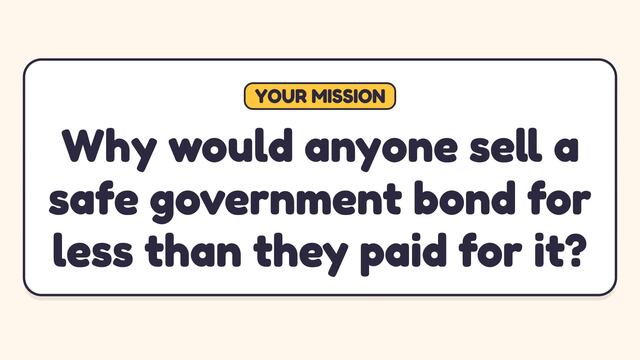 YOUR MISSION
Why would anyone sell a
safe government bond for
less than they paid for it?